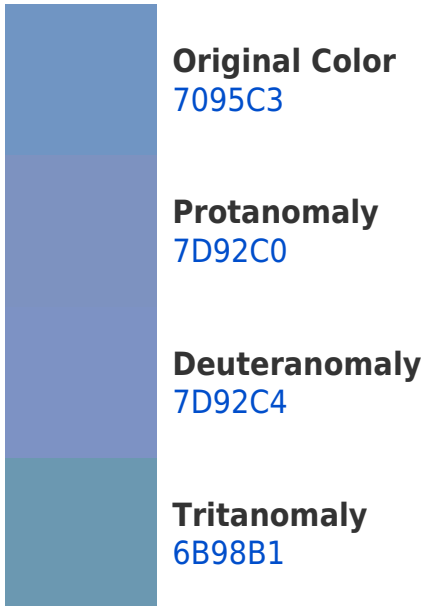 Original Color
7095C3
Protanomaly
7D92C0
Deuteranomaly
7D92C4
Tritanomaly
6B98B1